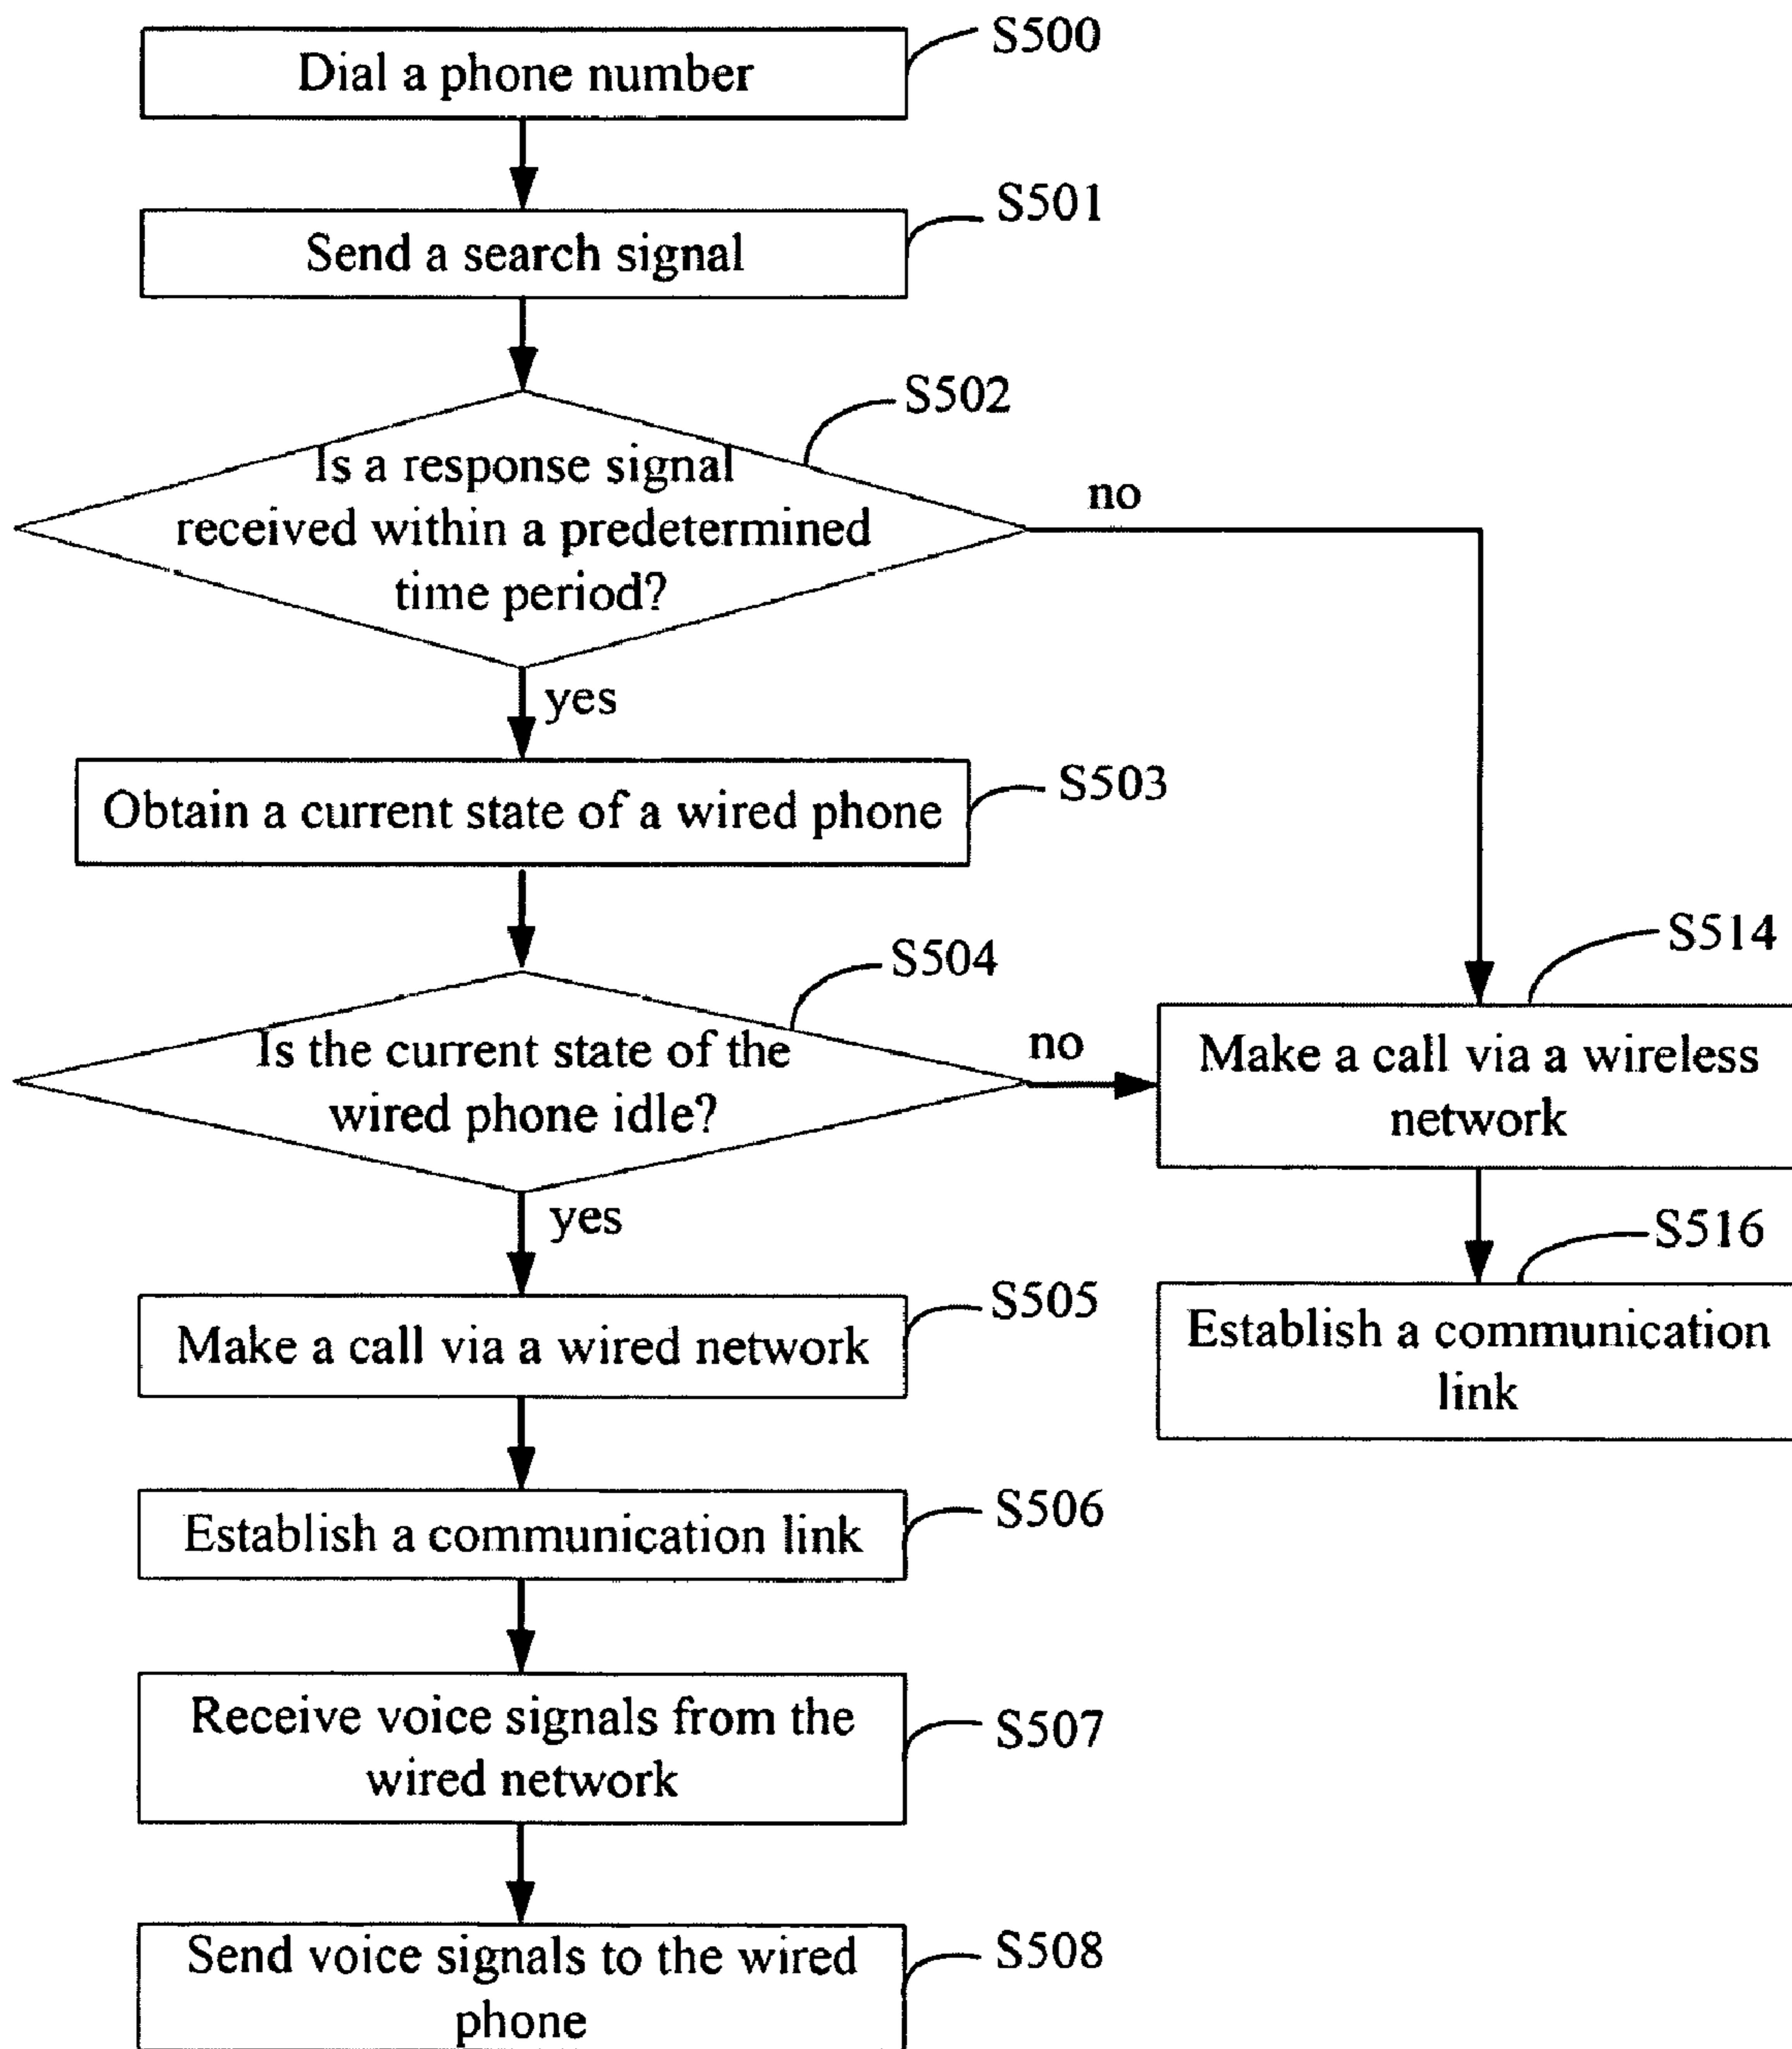 S500
Dial a phone number
S501
Send a search signal
S502
Is a response signal
received within a predetermined
time period?
no
yes
Obtain a current state of a wired phone
S503
S504
Is the current state of the
wired phone idle?
no
yes
S514
Make a call via a wireless
network
S516
Establish a communication
link
S505
Make a call via a wired network
S506
Establish a communication link
Receive voice signals from the
wired network
S507
Send voice signals to the wired
phone
S508